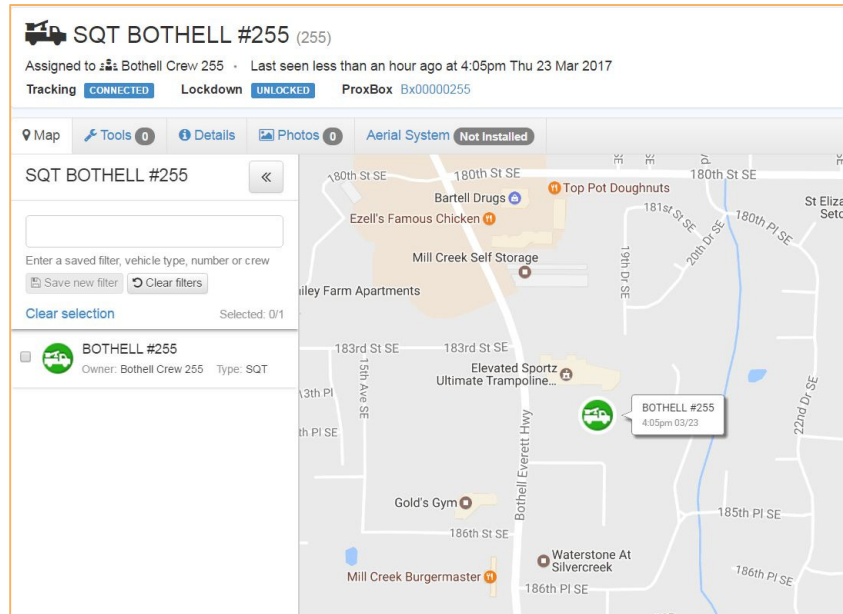 SQT BOTHELL #255 (255)
Assigned to Bothell Crew 255 · Last seen less than an hour ago at 4:05pm Thu 23 Mar 2017
Tracking CONNECTED Lockdown UNLOCKED ProxBox Bx00000255
Map Tools 0 Details Photos 0 Aerial System Not Installed
SQT BOTHELL #255 «
Enter a saved filter, vehicle type, number or crew
Save new filter Clear filters
Clear selection Selected: 0/1
BOTHELL #255
Owner: Bothell Crew 255 Type: SQT
SE
SE
180th St SE
180th St SE
180th St SE
Top Pot Doughnuts
Bartell Drugs
Ezell's Famous Chicken
181st St SE
180th Pl SE
St Eliza
Seto
20th Dr SE
19th Dr SE
Mill Creek Self Storage
iley Farm Apartments
183rd St SE
183rd St SE
15th Ave SE
Elevated Sportz
Ultimate Trampoline...
13th Pl
th Pl SE
BOTHELL #255
4:05pm 03/23
22nd Dr SE
Bothell Everett Hwy
Gold's Gym
185th Pl SE
186th St SE
Waterstone At
Silvercreek
186th Pl SE
Mill Creek Burgermaster
186th Pl SE